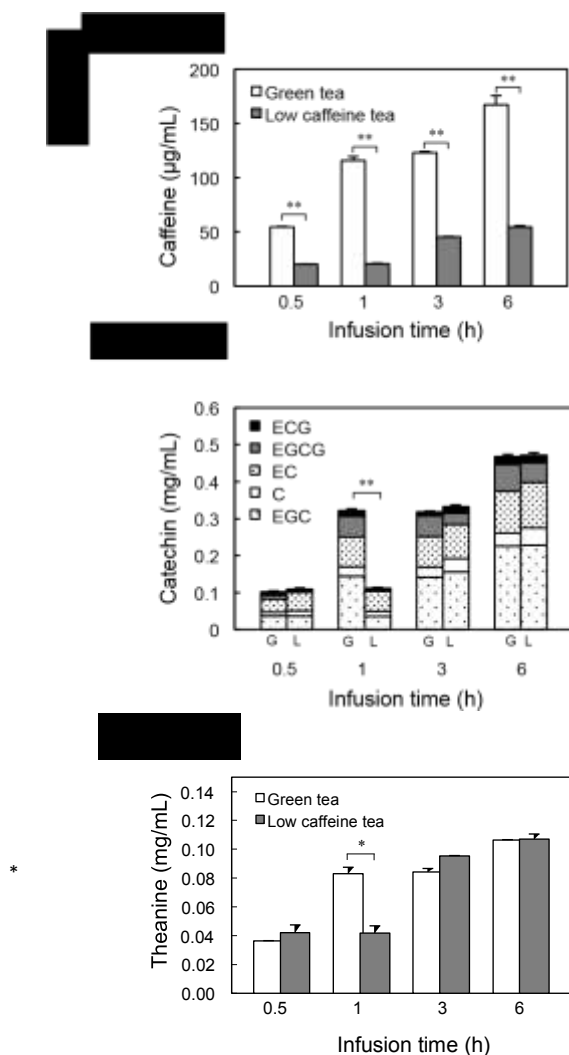 200
Green tea
Low caffeine tea
**
150
**
**
100
**
50
0
Caffeine (µg/mL)
0.5 1 3 6
Infusion time (h)
0.6
ECG
0.5
EGCG
EC
0.4
**
C
0.3
EGC
0.2
0.1
0
Catechin (mg/mL)
G L G L G L G L
0.5 1 3 6
Infusion time (h)
0.14
Green tea
0.12
Low caffeine tea
0.10
*
*
0.08
0.06
0.04
0.02
0.00
Theanine (mg/mL)
0.5 1 3 6
Infusion time (h)